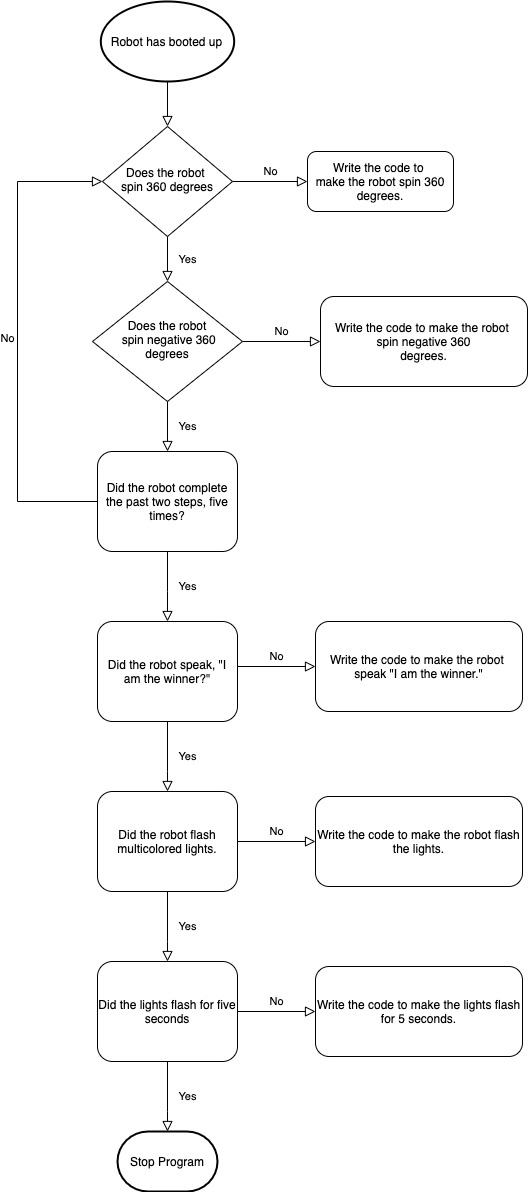 Robot has booted up
Does the robot
spin 360 degrees
No
Write the code to
make the robot spin 360
degrees.
Yes
Does the robot
spin negative 360
degrees
No
Write the code to make the robot
spin negative 360
degrees.
No
Yes
Did the robot complete
the past two steps, five
times?
Yes
Did the robot speak, "I
am the winner?"
No
Write the code to make the robot
speak "I am the winner."
Yes
Did the robot flash
multicolored lights.
No
Write the code to make the robot flash
the lights.
Yes
Did the lights flash for five
seconds
No
Write the code to make the lights flash
for 5 seconds.
Yes
Stop Program